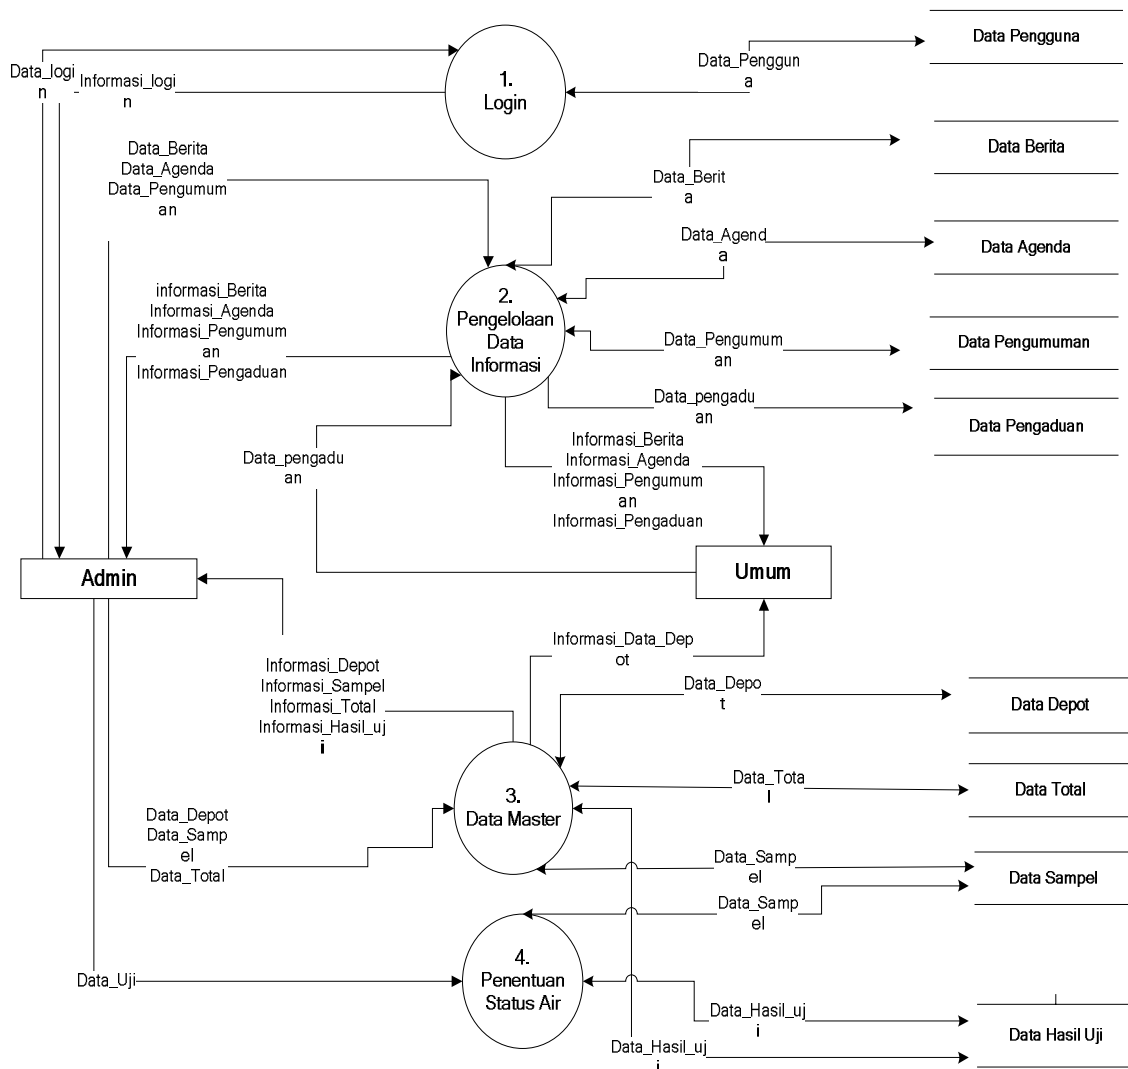 Data Pengguna
Data_Penggun
a
Data_logi
n
Informasi_logi
n
1.
Login
Data Berita
Data_Berita
Data_Agenda
Data_Pengumum
an
Data_Berit
a
Data_Agend
a
Data Agenda
informasi_Berita
Informasi_Agenda
Informasi_Pengumum
an
Informasi_Pengaduan
2.
Pengelolaan
Data
Informasi
Data_Pengumum
an
Data Pengumuman
Data_pengadu
an
Data Pengaduan
Data_pengadu
an
Informasi_Berita
Informasi_Agenda
Informasi_Pengumum
an
Informasi_Pengaduan
Admin
Umum
Informasi_Data_Dep
ot
Informasi_Depot
Informasi_Sampel
Informasi_Total
Informasi_Hasil_uj
i
Data_Depo
t
Data Depot
Data_Tota
l
Data Total
3.
Data Master
Data_Depot
Data_Samp
el
Data_Total
Data_Samp
el
Data Sampel
Data_Samp
el
4.
Penentuan
Status Air
Data_Uji
Data_Hasil_uj
i
Data Hasil Uji
Data_Hasil_uj
i